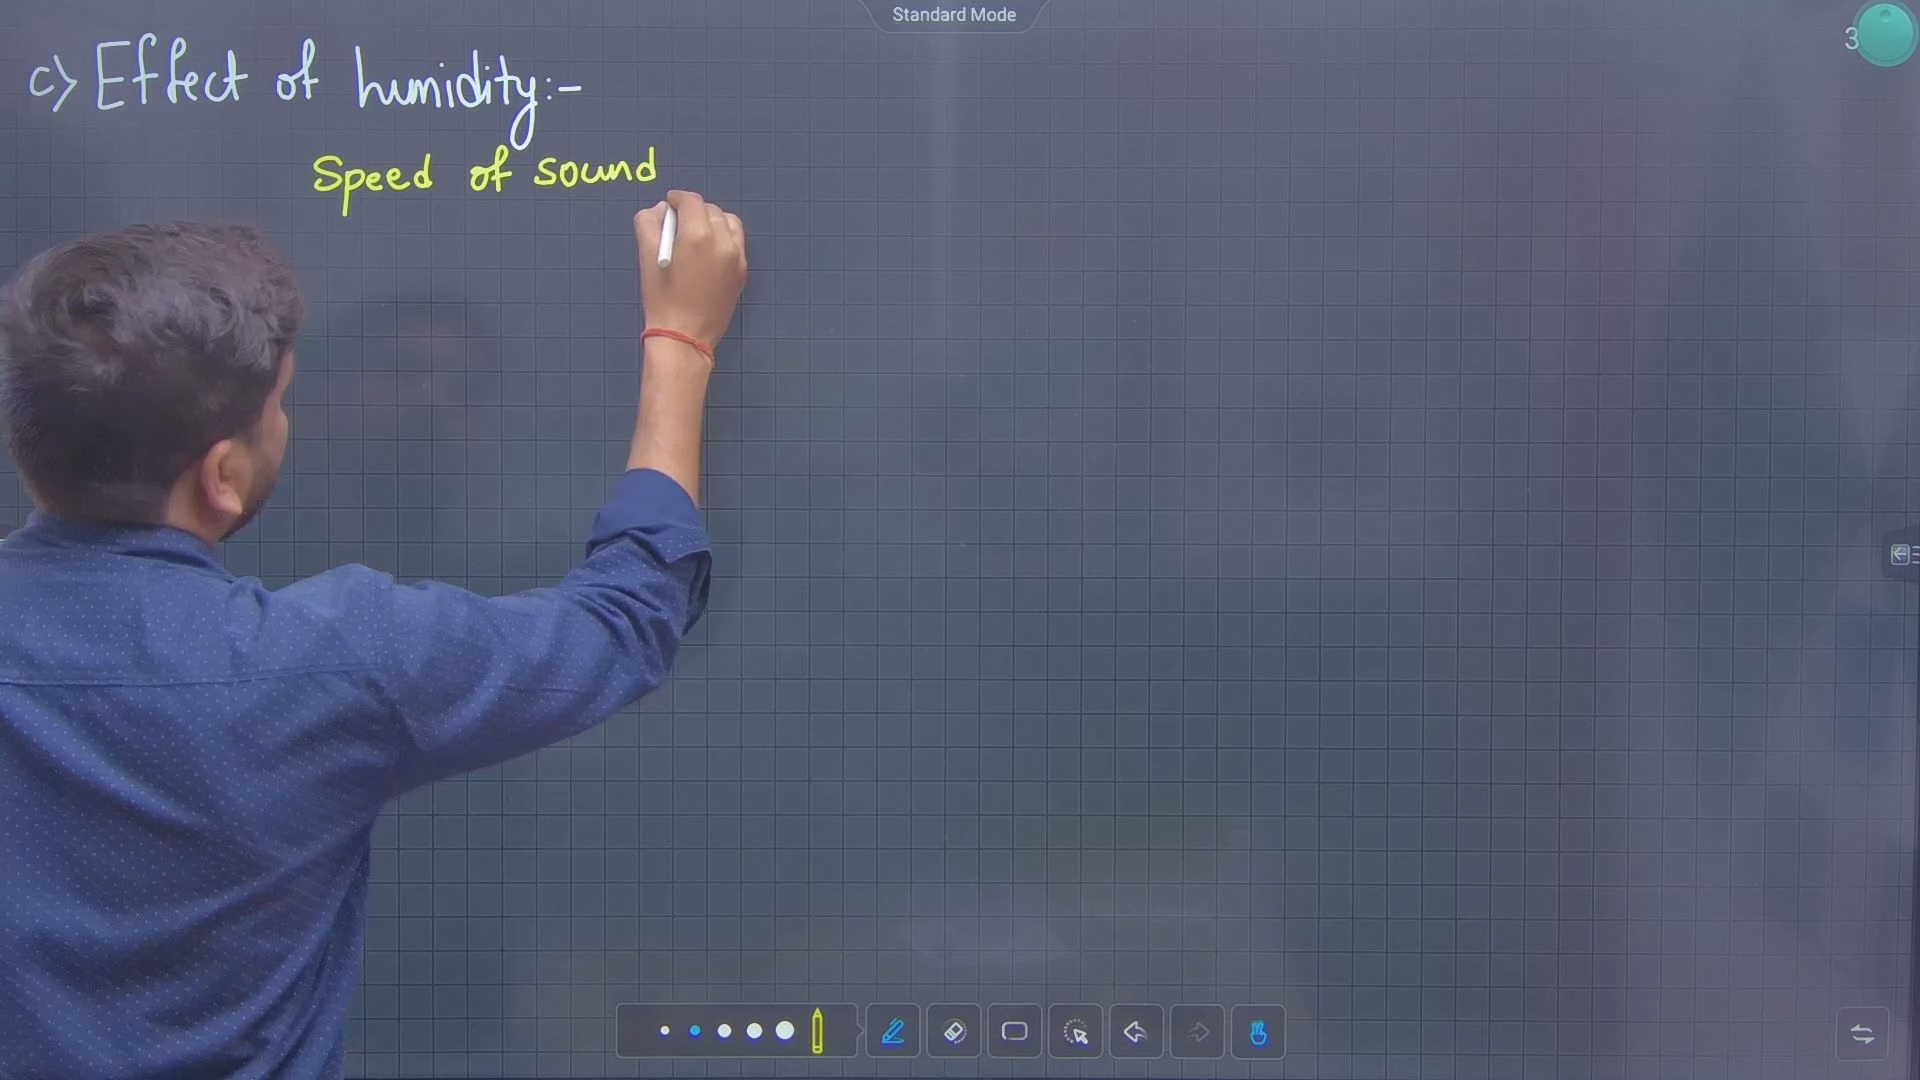 Standard Mode
3
c) Effect of humidity:-
Speed of sound